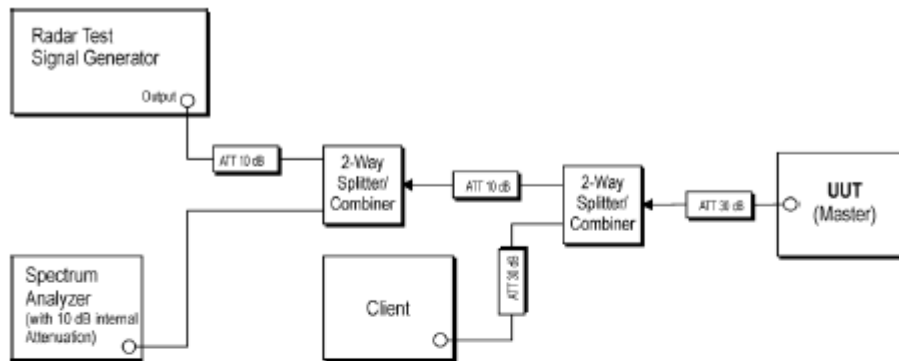 Radar Test
Signal Generator
Output
ATT 10 dB
2-Way
Splitter/
Combiner
ATT 10 dB
2-Way
Splitter/
Combiner
ATT 30 dB
UUT
(Master)
Spectrum
Analyzer
(with 10 dB internal
Attenuation)
Client
ATT 30 dB